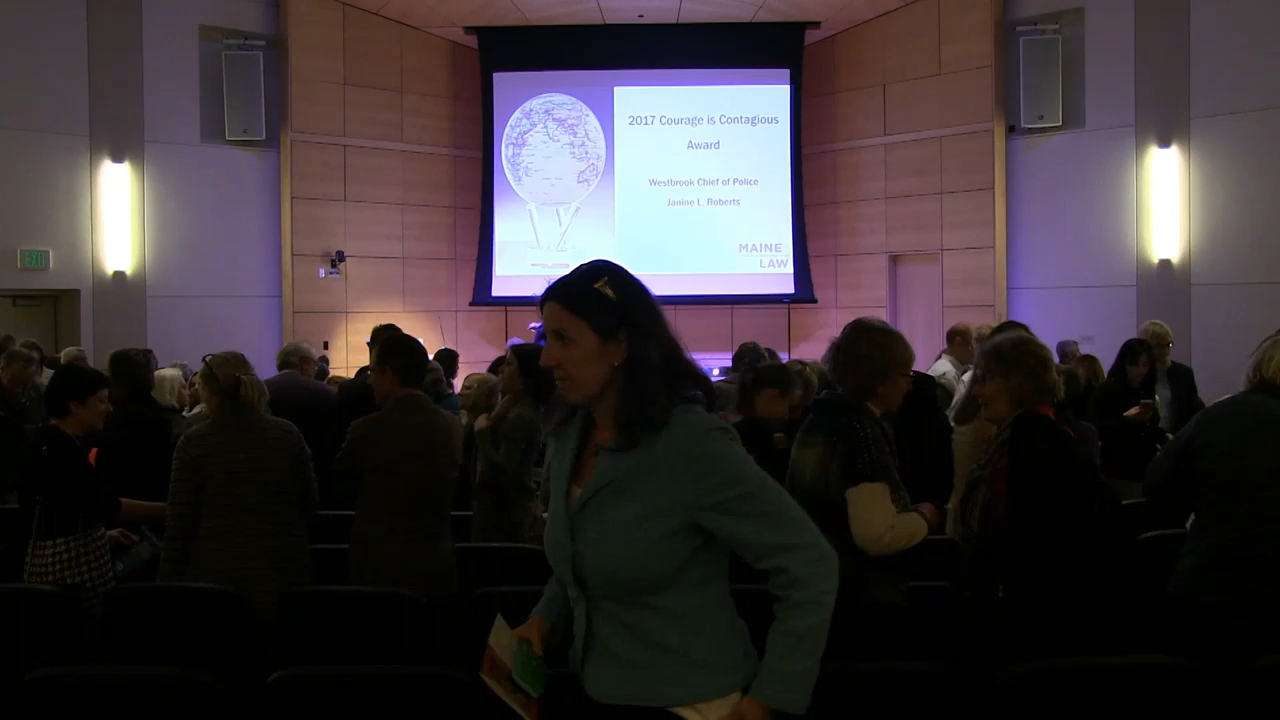 EXIT
2017 Courage is Contagious
Award
Westbrook Chief of Police
Janine L. Roberts
MAINE
LAW